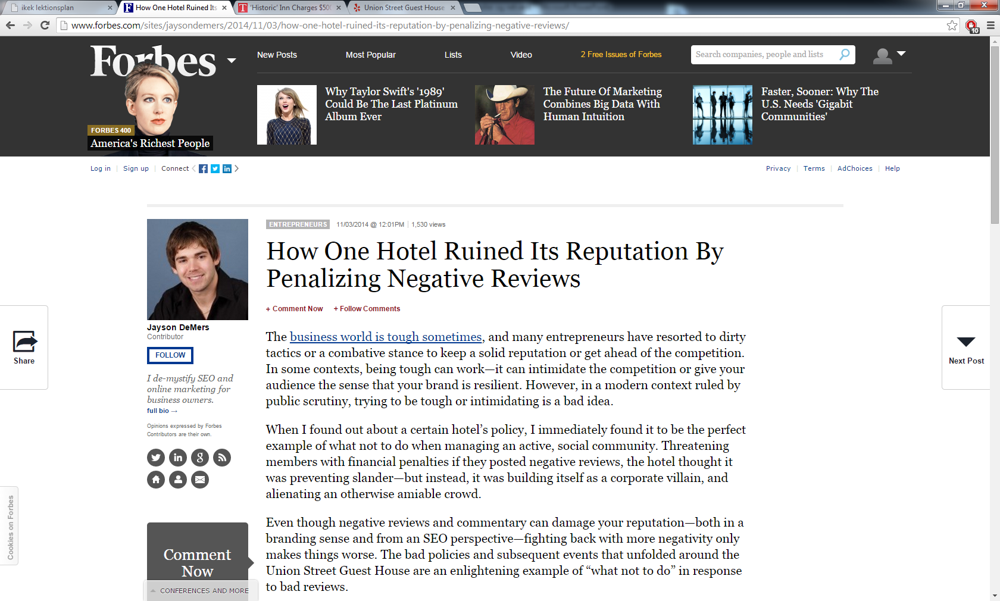 ikek lektionsplan
How One Hotel Ruined Its
'Historic' Inn Charges $500
Union Street Guest House
www.forbes.com/sites/jaysondemers/2014/11/03/how-one-hotel-ruined-its-reputation-by-penalizing-negative-reviews/
10
Forbes
New Posts
Most Popular
Lists
Video
2 Free Issues of Forbes
Search companies, people and lists
FORBES 400
America's Richest People
Why Taylor Swift's '1989'
Could Be The Last Platinum
Album Ever
The Future Of Marketing
Combines Big Data With
Human Intuition
Faster, Sooner: Why The
U.S. Needs 'Gigabit
Communities'
Log in | Sign up | Connect
Privacy | Terms | AdChoices | Help
ENTREPRENEURS 11/03/2014 @ 12:01PM | 1,530 views
How One Hotel Ruined Its Reputation By
Penalizing Negative Reviews
+ Comment Now + Follow Comments
Jayson DeMers
Contributor
FOLLOW
I de-mystify SEO and
online marketing for
business owners.
full bio →
Opinions expressed by Forbes
Contributors are their own.
Comment
Now
CONFERENCES AND MORE
Share
Cookies on Forbes
Next Post
The business world is tough sometimes, and many entrepreneurs have resorted to dirty
tactics or a combative stance to keep a solid reputation or get ahead of the competition.
In some contexts, being tough can work—it can intimidate the competition or give your
audience the sense that your brand is resilient. However, in a modern context ruled by
public scrutiny, trying to be tough or intimidating is a bad idea.
When I found out about a certain hotel's policy, I immediately found it to be the perfect
example of what not to do when managing an active, social community. Threatening
members with financial penalties if they posted negative reviews, the hotel thought it
was preventing slander—but instead, it was building itself as a corporate villain, and
alienating an otherwise amiable crowd.
Even though negative reviews and commentary can damage your reputation—both in a
branding sense and from an SEO perspective—fighting back with more negativity only
makes things worse. The bad policies and subsequent events that unfolded around the
Union Street Guest House are an enlightening example of “what not to do” in response
to bad reviews.